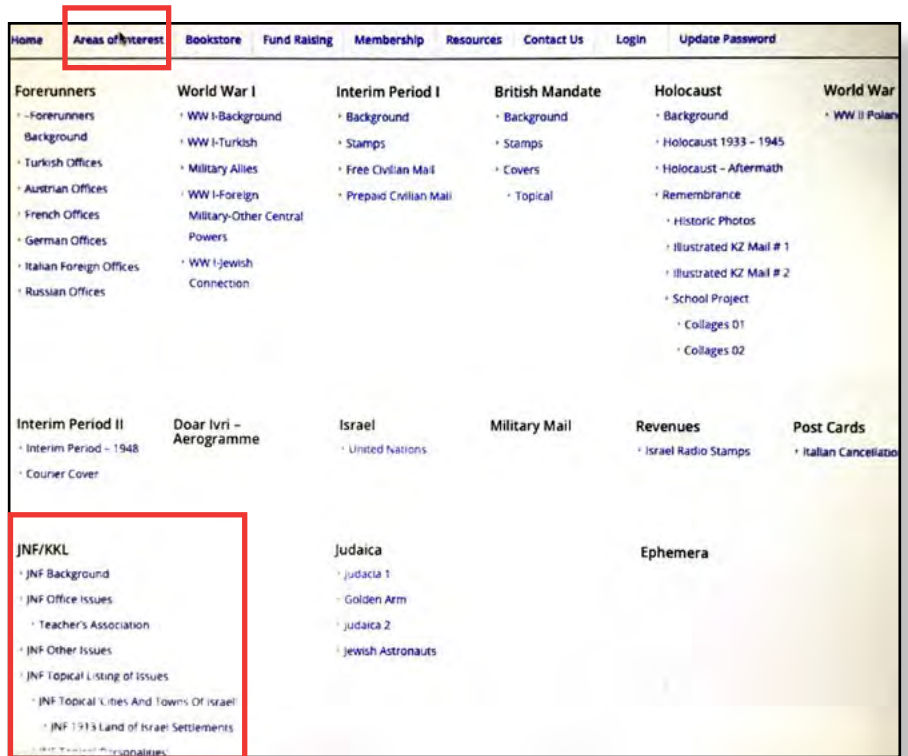 Home Areas of Interest Bookstore Fund Raising Membership Resources Contact Us Login Update Password
Forerunners
-Forerunners
Background
Turkish Offices
Austrian Offices
French Offices
German Offices
Italian Foreign Offices
Russian Offices
World War I
WW I-Background
WW I-Turkish
Military Allies
WW I-Foreign
Military-Other Central
Powers
WW I-Jewish
Connection
Interim Period I
Background
Stamps
Free Civilian Mail
Prepaid Civilian Mail
British Mandate
Background
Stamps
Covers
Topical
Holocaust
Background
Holocaust 1933 – 1945
Holocaust – Aftermath
Remembrance
Historic Photos
Illustrated KZ Mail # 1
Illustrated KZ Mail # 2
School Project
Collages 01
Collages 02
World War
WW II
Interim Period II
Interim Period – 1948
Courier Cover
Doar Ivri –
Aerogramme
Israel
United Nations
Military Mail
Revenues
Israel Radio Stamps
Post Cards
Italian
JNF/KKL
JNF Background
JNF Office Issues
Teacher's Association
JNF Other Issues
JNF Topical Listing of Issues
JNF Topical 'Cities And Towns Of Israel'
JNF 1913 Land of Israel Settlements
JNF Topical 'Personalities'
Judaica
Judacia 1
Golden Arm
Judaica 2
Jewish Astronauts
Ephemera